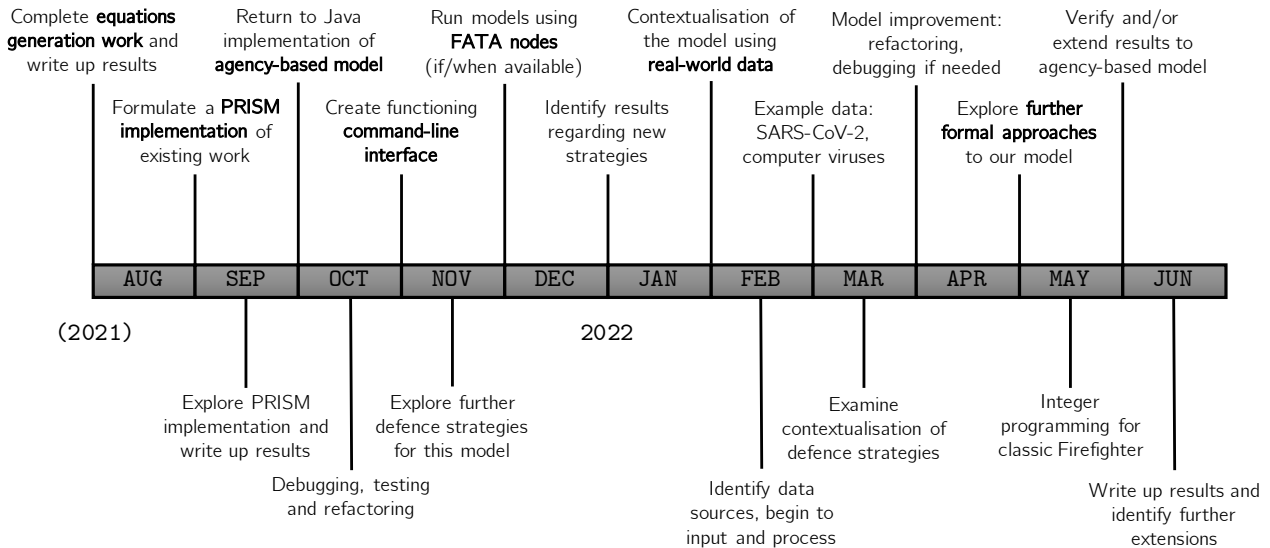 Complete equations
generation work and
write up results
Return to Java
implementation of
agency-based model
Run models using
FATA nodes
(if/when available)
Contextualisation of
the model using
real-world data
Model improvement:
refactoring,
debugging if needed
Verify and/or
extend results to
agency-based model
Formulate a PRISM
implementation of
existing work
Create functioning
command-line
interface
Identify results
regarding new
strategies
Example data:
SARS-CoV-2,
computer viruses
Explore further
formal approaches
to our model
AUG SEP OCT NOV DEC JAN FEB MAR APR MAY JUN
(2021) 2022
Explore PRISM
implementation and
write up results
Explore further
defence strategies
for this model
Examine
contextualisation of
defence strategies
Integer
programming for
classic Firefighter
Debugging, testing
and refactoring
Identify data
sources, begin to
input and process
Write up results and
identify further
extensions